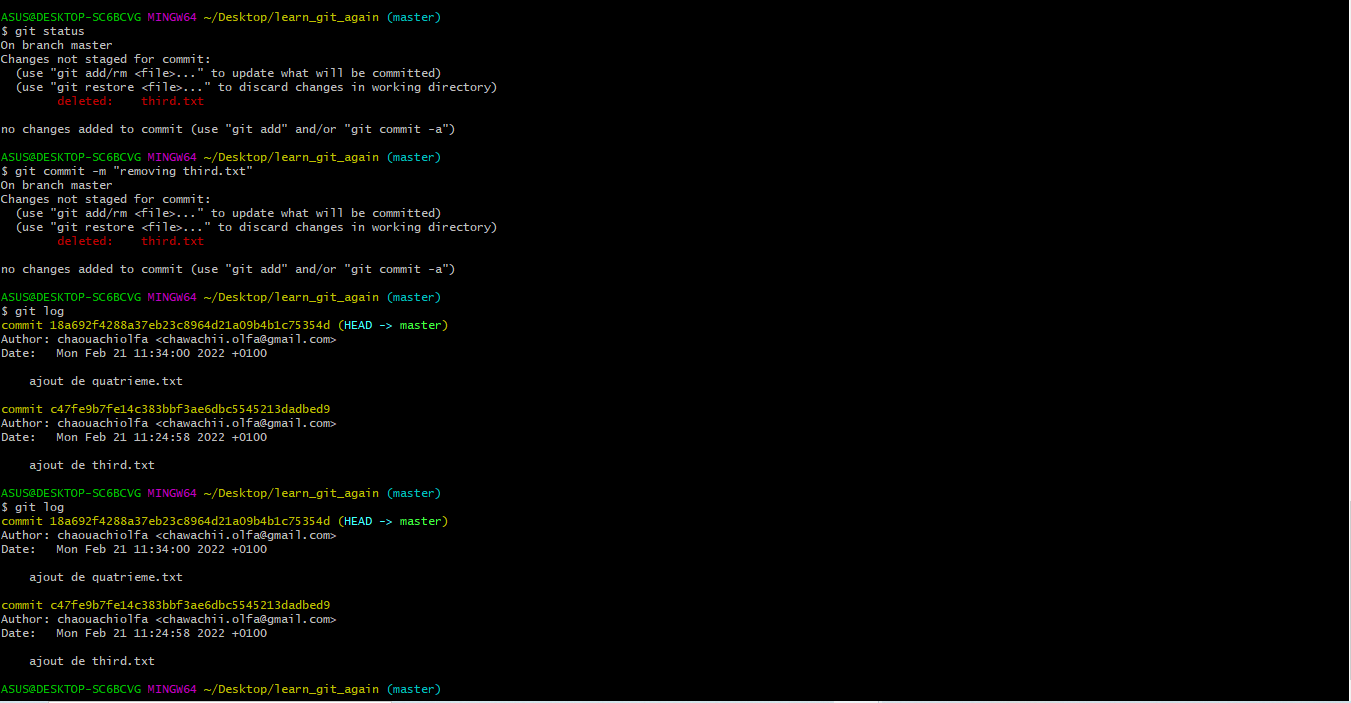 ASUS@DESKTOP-SC6BCVG MINGW64 ~/Desktop/learn_git_again (master)
$ git status
On branch master
Changes not staged for commit:
  (use "git add/rm <file>..." to update what will be committed)
  (use "git restore <file>..." to discard changes in working directory)
        deleted:    third.txt

no changes added to commit (use "git add" and/or "git commit -a")

ASUS@DESKTOP-SC6BCVG MINGW64 ~/Desktop/learn_git_again (master)
$ git commit -m "removing third.txt"
On branch master
Changes not staged for commit:
  (use "git add/rm <file>..." to update what will be committed)
  (use "git restore <file>..." to discard changes in working directory)
        deleted:    third.txt

no changes added to commit (use "git add" and/or "git commit -a")

ASUS@DESKTOP-SC6BCVG MINGW64 ~/Desktop/learn_git_again (master)
$ git log
commit 18a692f4288a37eb23c8964d21a09b4b1c75354d (HEAD -> master)
Author: chaouachiolfa <chawachii.olfa@gmail.com>
Date:   Mon Feb 21 11:34:00 2022 +0100

    ajout de quatrieme.txt

commit c47fe9b7fe14c383bbf3ae6dbc5545213dadbed9
Author: chaouachiolfa <chawachii.olfa@gmail.com>
Date:   Mon Feb 21 11:24:58 2022 +0100

    ajout de third.txt

ASUS@DESKTOP-SC6BCVG MINGW64 ~/Desktop/learn_git_again (master)
$ git log
commit 18a692f4288a37eb23c8964d21a09b4b1c75354d (HEAD -> master)
Author: chaouachiolfa <chawachii.olfa@gmail.com>
Date:   Mon Feb 21 11:34:00 2022 +0100

    ajout de quatrieme.txt

commit c47fe9b7fe14c383bbf3ae6dbc5545213dadbed9
Author: chaouachiolfa <chawachii.olfa@gmail.com>
Date:   Mon Feb 21 11:24:58 2022 +0100

    ajout de third.txt

ASUS@DESKTOP-SC6BCVG MINGW64 ~/Desktop/learn_git_again (master)